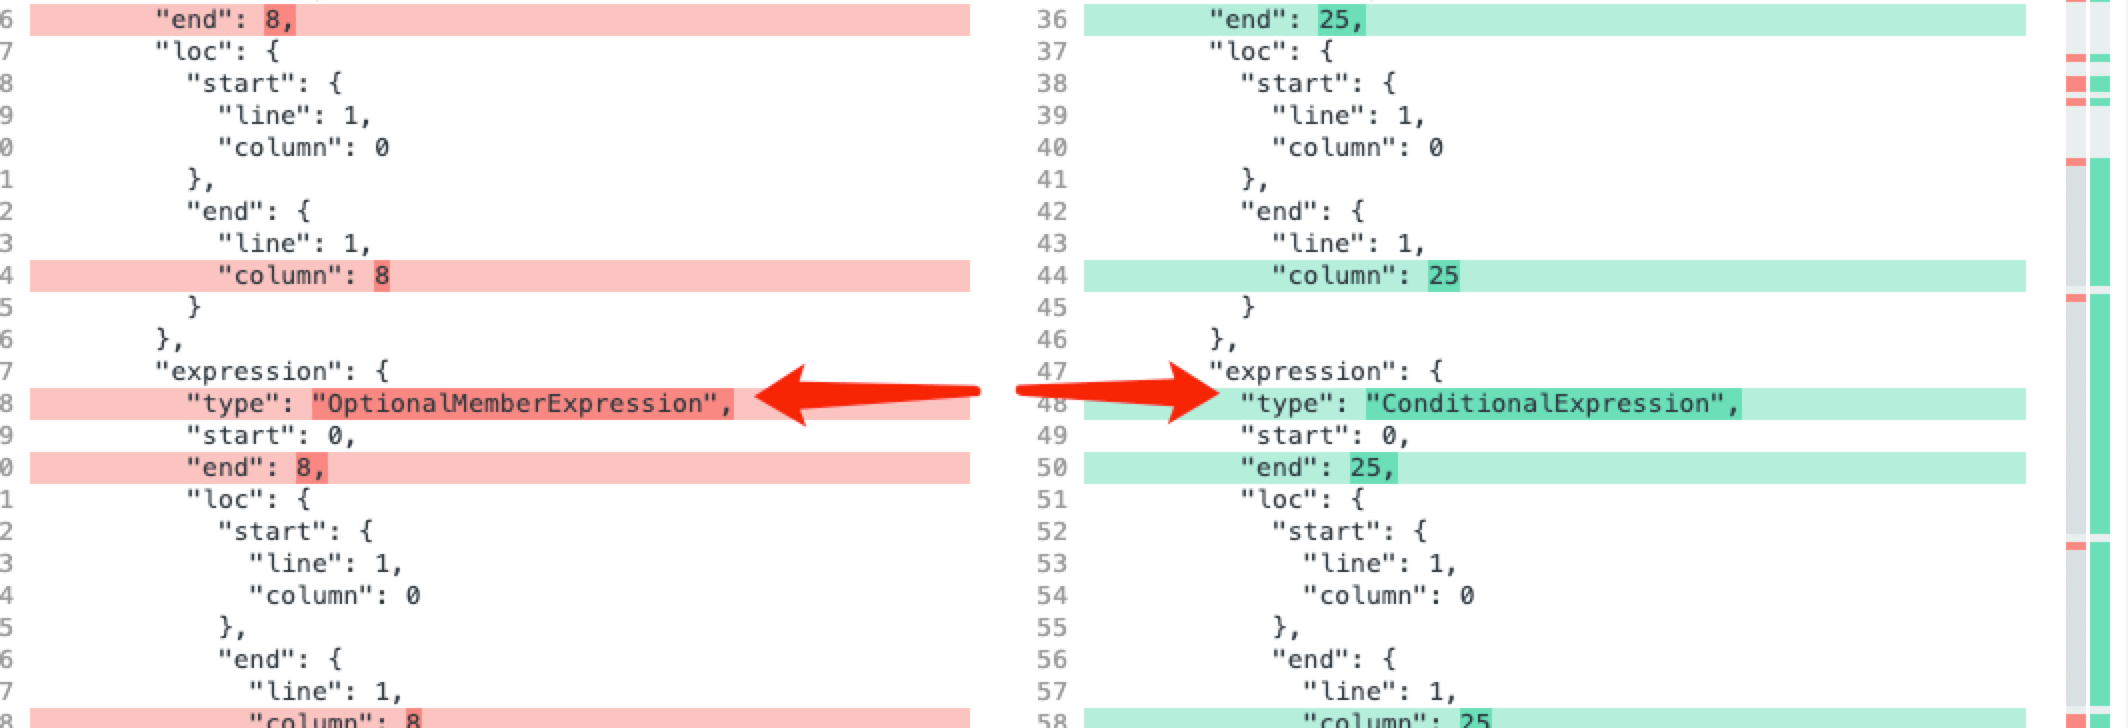 6 "end": 8,
7 "loc": {
8 "start": {
9 "line": 1,
0 "column": 0
1 },
2 "end": {
3 "line": 1,
4 "column": 8
5 }
6 },
7 "expression": {
8 "type": "OptionalMemberExpression",
9 "start": 0,
0 "end": 8,
1 "loc": {
2 "start": {
3 "line": 1,
4 "column": 0
5 },
6 "end": {
7 "line": 1,
8 "column": 8
36 "end": 25,
37 "loc": {
38 "start": {
39 "line": 1,
40 "column": 0
41 },
42 "end": {
43 "line": 1,
44 "column": 25
45 }
46 },
47 "expression": {
48 "type": "ConditionalExpression",
49 "start": 0,
50 "end": 25,
51 "loc": {
52 "start": {
53 "line": 1,
54 "column": 0
55 },
56 "end": {
57 "line": 1,
58 "column": 25